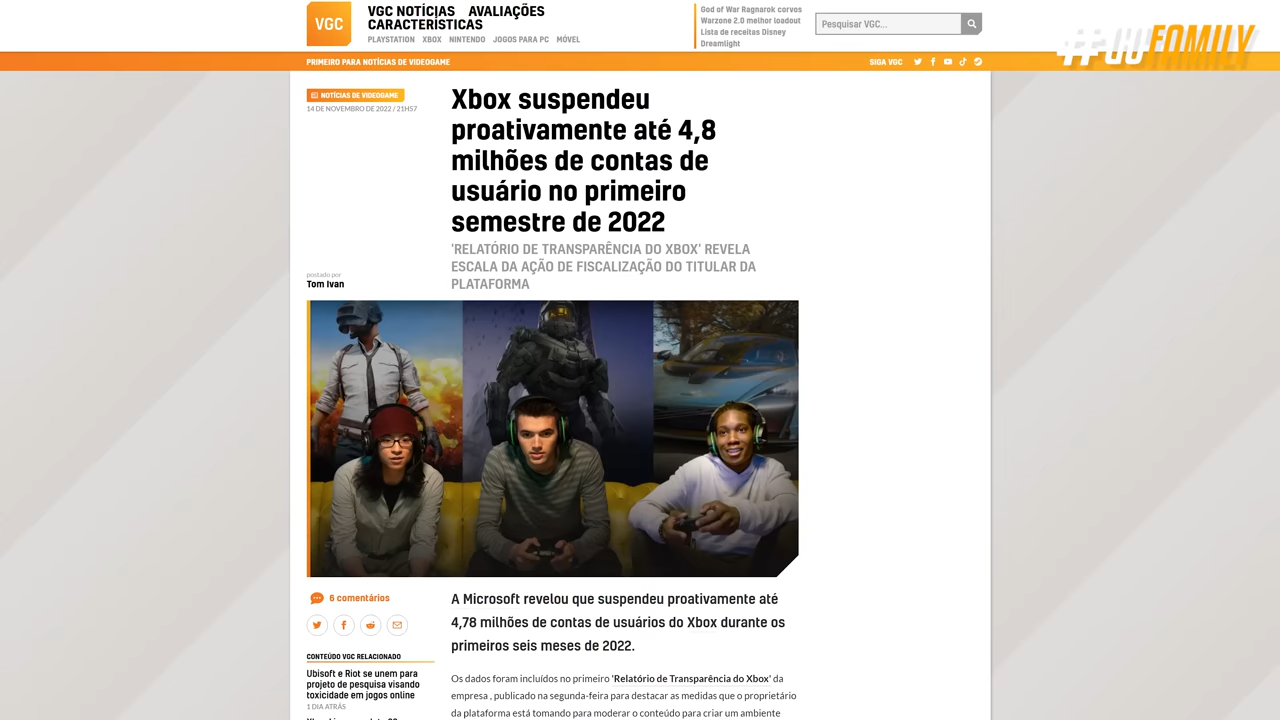 VGC
VGC NOTÍCIAS AVALIAÇÕES
CARACTERÍSTICAS
PLAYSTATION XBOX NINTENDO JOGOS PARA PC MÓVEL
God of War Ragnarok corvos
Warzone 2.0 melhor loadout
Lista de receitas Disney
Dreamlight
Pesquisar VGC...
##GOFAMILY
PRIMEIRO PARA NOTÍCIAS DE VIDEOGAME
SIGA VGC
NOTÍCIAS DE VIDEOGAME
14 DE NOVEMBRO DE 2022 / 21H57
Xbox suspendeu
proativamente até 4,8
milhões de contas de
usuário no primeiro
semestre de 2022
'RELATÓRIO DE TRANSPARÊNCIA DO XBOX' REVELA
ESCALA DA AÇÃO DE FISCALIZAÇÃO DO TITULAR DA
PLATAFORMA
postado por
Tom Ivan
6 comentários
A Microsoft revelou que suspendeu proativamente até
4,78 milhões de contas de usuários do Xbox durante os
primeiros seis meses de 2022.
CONTEÚDO VGC RELACIONADO
Ubisoft e Riot se unem para
projeto de pesquisa visando
toxicidade em jogos online
1 DIA ATRÁS
Os dados foram incluídos no primeiro 'Relatório de Transparência do Xbox' da
empresa , publicado na segunda-feira para destacar as medidas que o proprietário
da plataforma está tomando para moderar o conteúdo para criar um ambiente